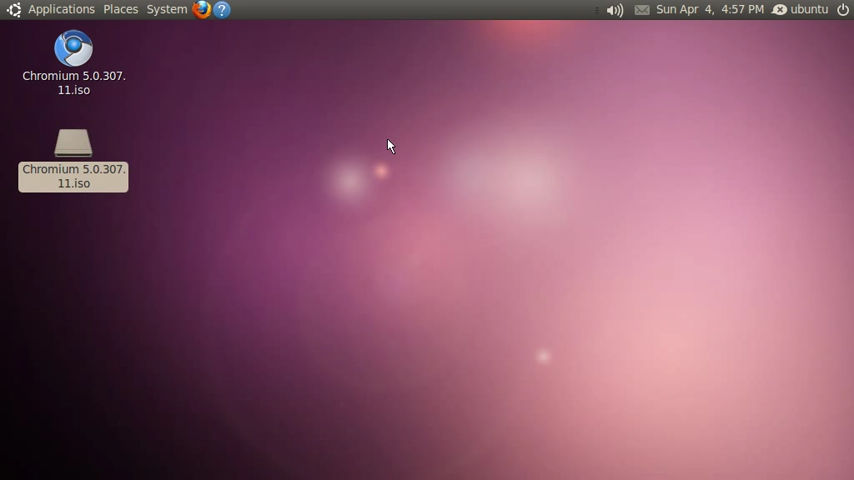 Applications Places System ? Sun Apr 4, 4:57 PM ubuntu
Chromium 5.0.307.
11.iso
Chromium 5.0.307.
11.iso